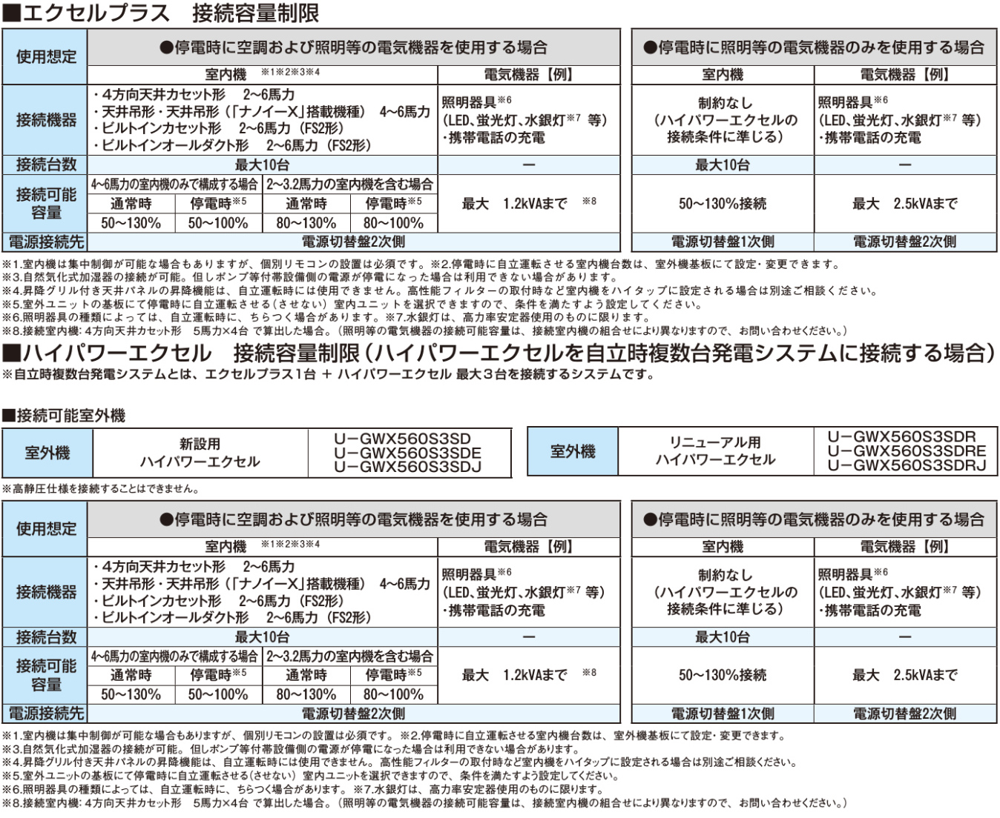 ■エクセルプラス　接続容量制限
使用想定
●停電時に空調および照明等の電気機器を使用する場合
室内機　※1※2※3※4
電気機器【例】
接続機器
・4方向天井カセット形　2〜6馬力
・天井吊形・天井吊形（「ナノイーX」搭載機種）　4〜6馬力
・ビルトインカセット形　2〜6馬力（FS2形）
・ビルトインオールダクト形　2〜6馬力（FS2形）
照明器具※6
（LED、蛍光灯、水銀灯※7 等）
・携帯電話の充電
接続台数
最大10台
ー
接続可能
容量
4〜6馬力の室内機のみで構成する場合
2〜3.2馬力の室内機を含む場合
通常時
停電時※5
通常時
停電時※5
50〜130%
50〜100%
80〜130%
80〜100%
最大　1.2kVAまで　※8
電源接続先
電源切替盤2次側
●停電時に照明等の電気機器のみを使用する場合
室内機
電気機器【例】
制約なし
（ハイパワーエクセルの
接続条件に準じる）
照明器具※6
（LED、蛍光灯、水銀灯※7 等）
・携帯電話の充電
最大10台
ー
50〜130%接続
最大　2.5kVAまで
電源切替盤1次側
電源切替盤2次側
※1.室内機は集中制御が可能な場合もありますが、個別リモコンの設置は必須です。※2.停電時に自立運転させる室内機台数は、室外機基板にて設定・変更できます。
※3.自然気化式加湿器の接続が可能。但しポンプ等付帯設備側の電源が停電になった場合は利用できない場合があります。
※4.昇降グリル付き天井パネルの昇降機能は、自立運転時には使用できません。高性能フィルターの取付時など室内機をハイタップに設定される場合は別途ご相談ください。
※5.室外ユニットの基板にて停電時に自立運転させる（させない）室内ユニットを選択できますので、条件を満たすよう設定してください。
※6.照明器具の種類によっては、自立運転時に、ちらつく場合があります。※7.水銀灯は、高力率安定器使用のものに限ります。
※8.接続室内機：4方向天井カセット形　5馬力×4台 で算出した場合。（照明等の電気機器の接続可能容量は、接続室内機の組合せにより異なりますので、お問い合わせください。）
■ハイパワーエクセル　接続容量制限（ハイパワーエクセルを自立時複数台発電システムに接続する場合）
※自立時複数台発電システムとは、エクセルプラス1台 ＋ ハイパワーエクセル 最大3台を接続するシステムです。
■接続可能室外機
室外機
新設用
ハイパワーエクセル
U－GWX560S3SD
U－GWX560S3SDE
U－GWX560S3SDJ
室外機
リニューアル用
ハイパワーエクセル
U－GWX560S3SDR
U－GWX560S3SDRE
U－GWX560S3SDRJ
※高静圧仕様を接続することはできません。
使用想定
●停電時に空調および照明等の電気機器を使用する場合
室内機　※1※2※3※4
電気機器【例】
接続機器
・4方向天井カセット形　2〜6馬力
・天井吊形・天井吊形（「ナノイーX」搭載機種）　4〜6馬力
・ビルトインカセット形　2〜6馬力（FS2形）
・ビルトインオールダクト形　2〜6馬力（FS2形）
照明器具※6
（LED、蛍光灯、水銀灯※7 等）
・携帯電話の充電
接続台数
最大10台
ー
接続可能
容量
4〜6馬力の室内機のみで構成する場合
2〜3.2馬力の室内機を含む場合
通常時
停電時※5
通常時
停電時※5
50〜130%
50〜100%
80〜130%
80〜100%
最大　1.2kVAまで　※8
電源接続先
電源切替盤2次側
●停電時に照明等の電気機器のみを使用する場合
室内機
電気機器【例】
制約なし
（ハイパワーエクセルの
接続条件に準じる）
照明器具※6
（LED、蛍光灯、水銀灯※7 等）
・携帯電話の充電
最大10台
ー
50〜130%接続
最大　2.5kVAまで
電源切替盤1次側
電源切替盤2次側
※1.室内機は集中制御が可能な場合もありますが、個別リモコンの設置は必須です。※2.停電時に自立運転させる室内機台数は、室外機基板にて設定・変更できます。
※3.自然気化式加湿器の接続が可能。但しポンプ等付帯設備側の電源が停電になった場合は利用できない場合があります。
※4.昇降グリル付き天井パネルの昇降機能は、自立運転時には使用できません。高性能フィルターの取付時など室内機をハイタップに設定される場合は別途ご相談ください。
※5.室外ユニットの基板にて停電時に自立運転させる（させない）室内ユニットを選択できますので、条件を満たすよう設定してください。
※6.照明器具の種類によっては、自立運転時に、ちらつく場合があります。※7.水銀灯は、高力率安定器使用のものに限ります。
※8.接続室内機：4方向天井カセット形　5馬力×4台 で算出した場合。（照明等の電気機器の接続可能容量は、接続室内機の組合せにより異なりますので、お問い合わせください。）